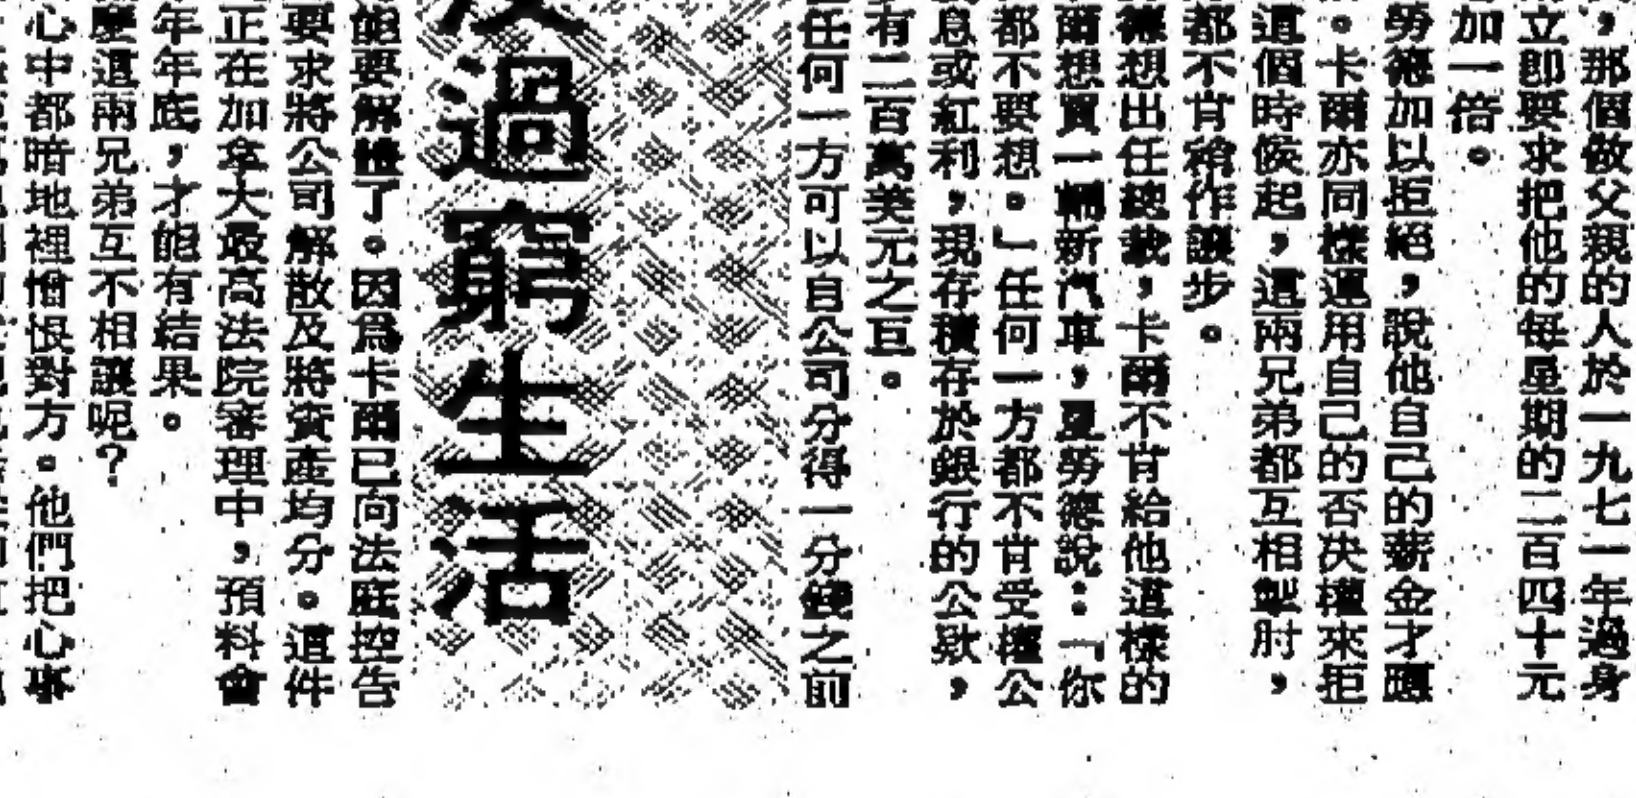 ，那個做父親的人於一九七一年過身
立即要求把他的每星期的二百四十元
加一倍。
勞德加以拒絕，說他自己的薪金才應
。卡爾亦同樣運用自己的否決權來拒
這個時候起，這兩兄弟都互相掣肘，
都不甘稍作讓步。
德想出任總裁，卡爾不甘給他這樣的
爾想買一輛新汽車，夏勞德說：「你
都不要想。」任何一方都不甘受權公
息或紅利，現存積存於銀行的公欵，
有二百萬美元之巨。
任何一方可以自公司分得一分錢之前
過窮生活
能要解體了。因爲卡爾已向法庭控告
要求將公司解散及將資產均分。這件
正在加拿大最高法院審理中，預料會
年年底，才能有結果。
麼這兩兄弟互不相讓呢？
心中都暗地裡憎恨對方。他們把心事